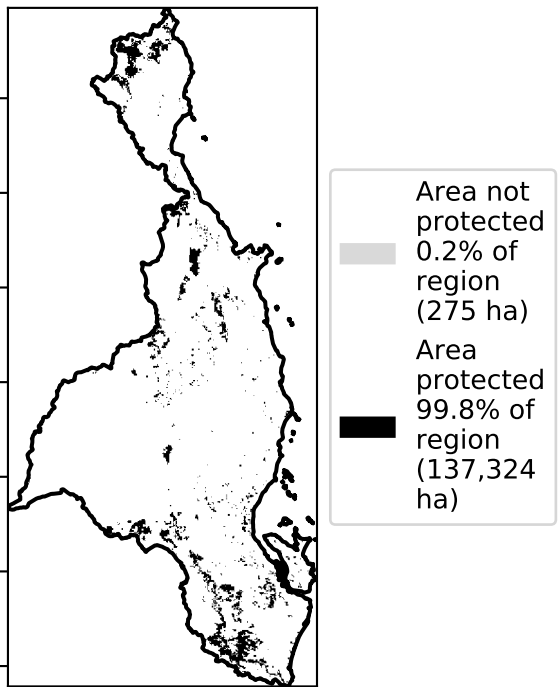 Area not
protected
0.2% of
region
(275 ha)
Area
protected
99.8% of
region
(137,324
ha)